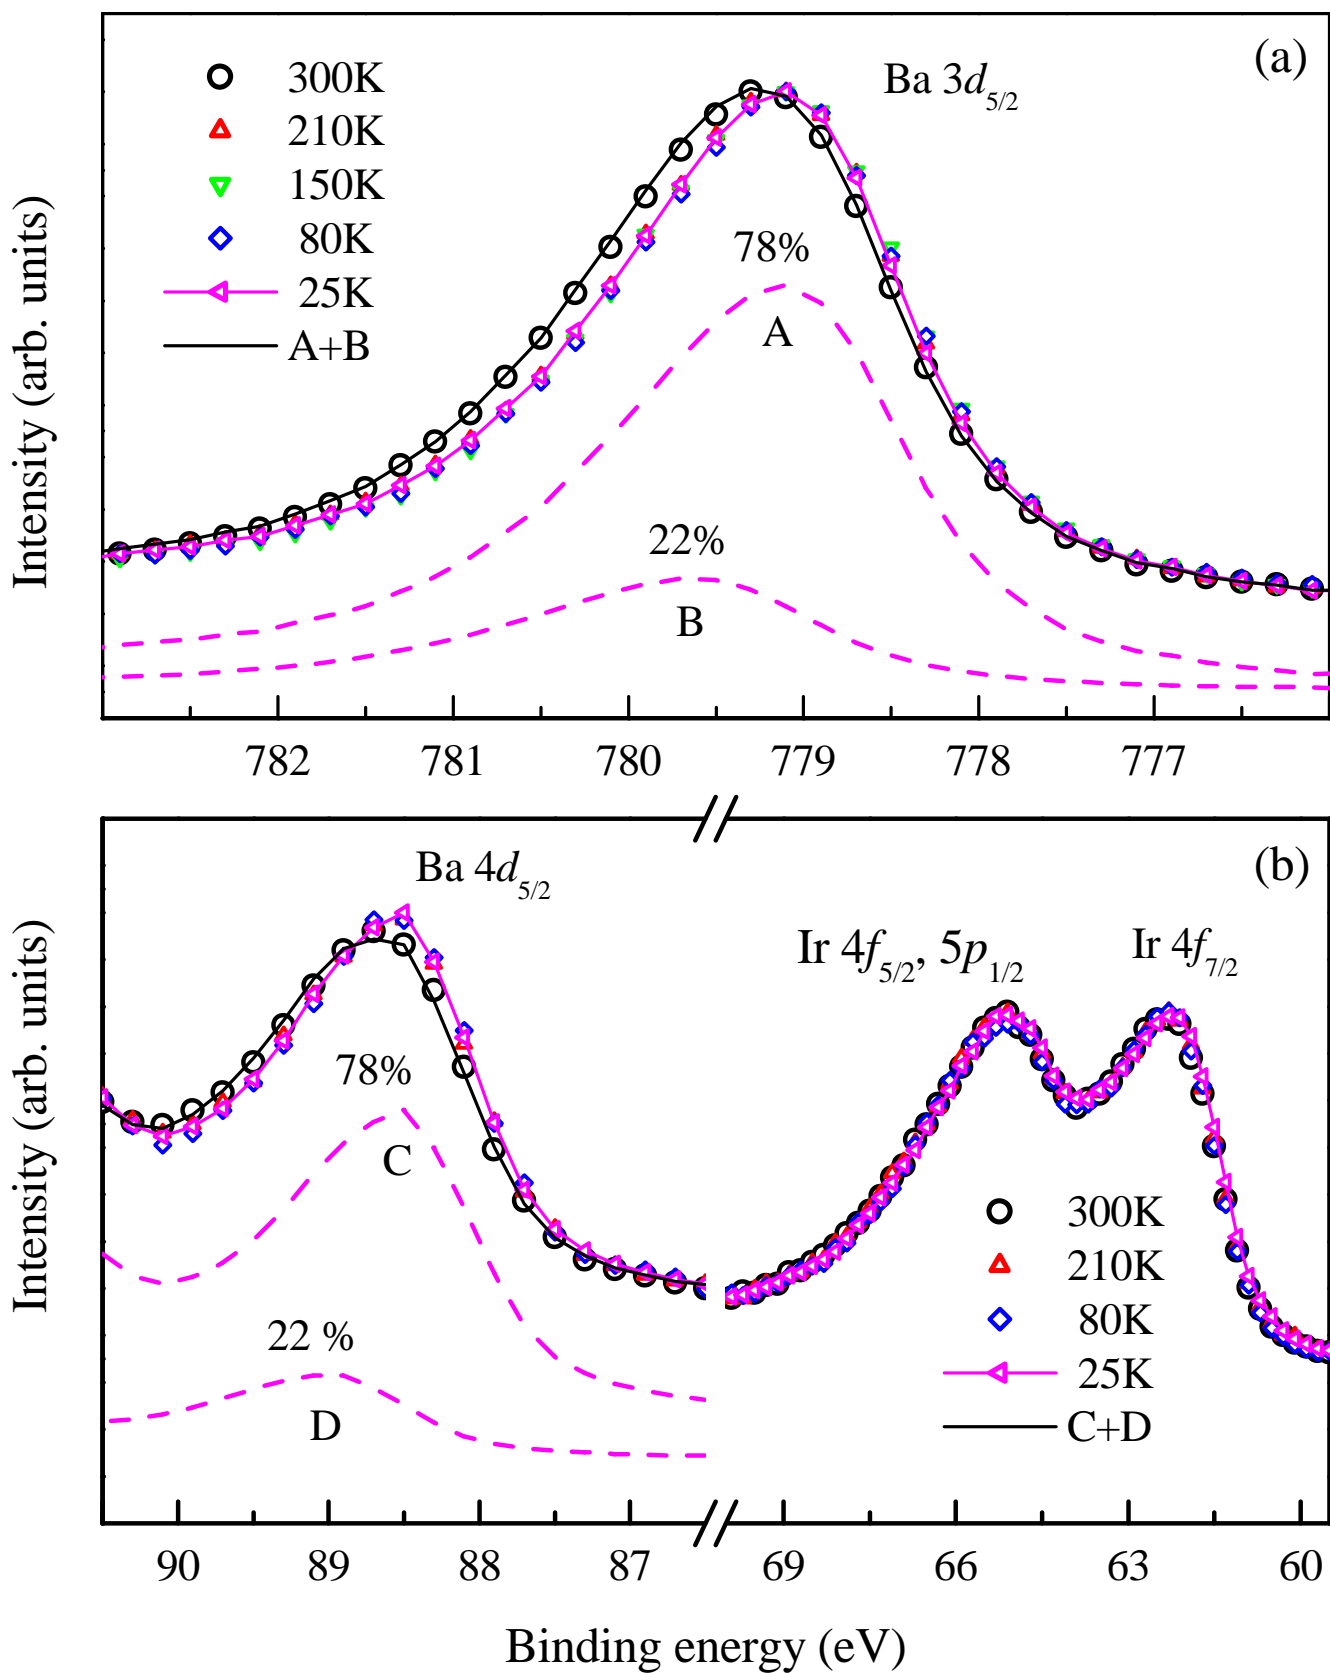 (a)
Ba 3d5/2
300K
210K
150K
80K
25K
A+B
78%
A
22%
B
Intensity (arb. units)
782 781 780 779 778 777
(b)
Ba 4d5/2
Ir 4f5/2, 5p1/2
Ir 4f7/2
78%
C
22 %
D
300K
210K
80K
25K
C+D
Intensity (arb. units)
90 89 88 87 69 66 63 60
Binding energy (eV)